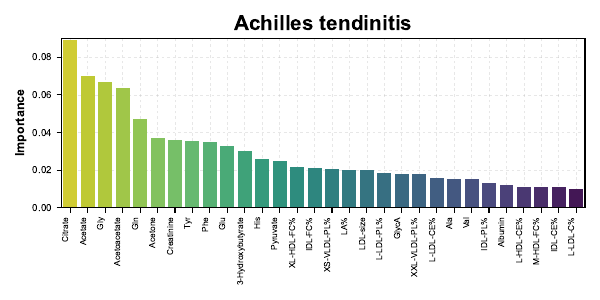 Achilles tendinitis
Importance
0.08
0.06
0.04
0.02
0.00
Citrate
Acetate
Gly
Acetoacetate
Gln
Acetone
Creatinine
Tyr
Phe
Glu
3-Hydroxybutyrate
His
Pyruvate
XL-HDL-FC%
IDL-FC%
XS-VLDL-PL%
LA%
LDL-size
L-LDL-PL%
GlycA
XXL-VLDL-PL%
L-LDL-CE%
Ala
Val
IDL-PL%
Albumin
L-HDL-CE%
M-HDL-FC%
IDL-CE%
L-LDL-C%